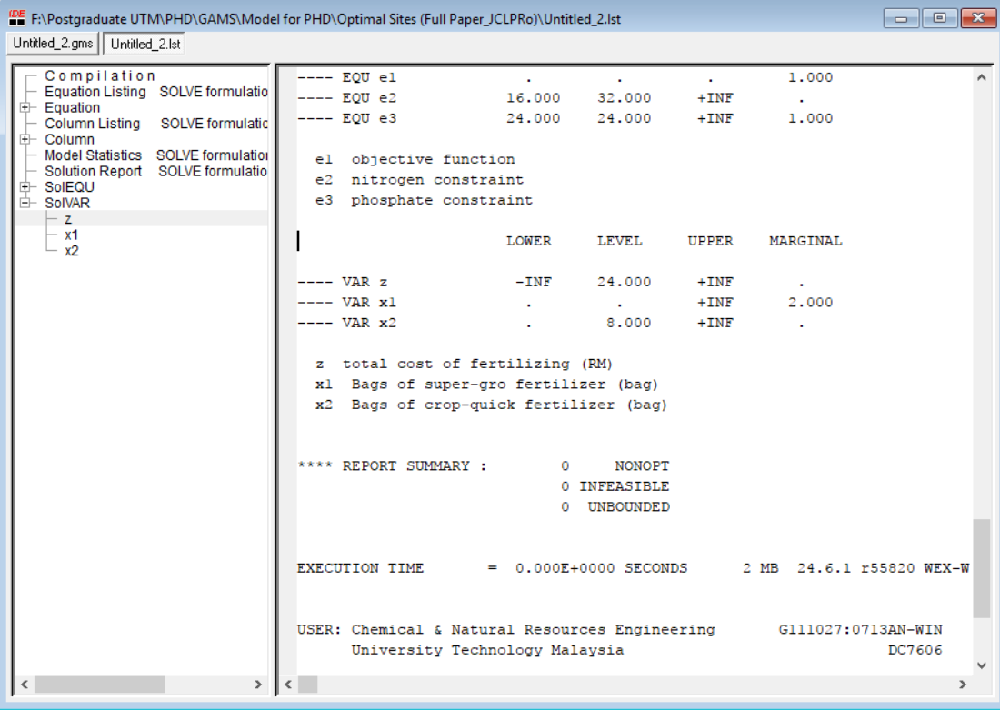 IDE F:\Postgraduate UTM\PHD\GAMS\Model for PHD\Optimal Sites (Full Paper_JCLPRo)\Untitled_2.lst
Untitled_2.gms Untitled_2.lst
Compilation
Equation Listing SOLVE formulatio
Equation
Column Listing SOLVE formulatio
Column
Model Statistics SOLVE formulation
Solution Report SOLVE formulatio
SolEQU
SolVAR
z
x1
x2
---- EQU e1 . . . 1.000
---- EQU e2 16.000 32.000 +INF .
---- EQU e3 24.000 24.000 +INF 1.000
e1 objective function
e2 nitrogen constraint
e3 phosphate constraint
LOWER LEVEL UPPER MARGINAL
---- VAR z -INF 24.000 +INF .
---- VAR x1 . . +INF 2.000
---- VAR x2 . 8.000 +INF .
z total cost of fertilizing (RM)
x1 Bags of super-gro fertilizer (bag)
x2 Bags of crop-quick fertilizer (bag)
**** REPORT SUMMARY : 0 NONOPT
0 INFEASIBLE
0 UNBOUNDED
EXECUTION TIME = 0.000E+0000 SECONDS 2 MB 24.6.1 r55820 WEX-W
USER: Chemical & Natural Resources Engineering G111027:0713AN-WIN
University Technology Malaysia DC7606